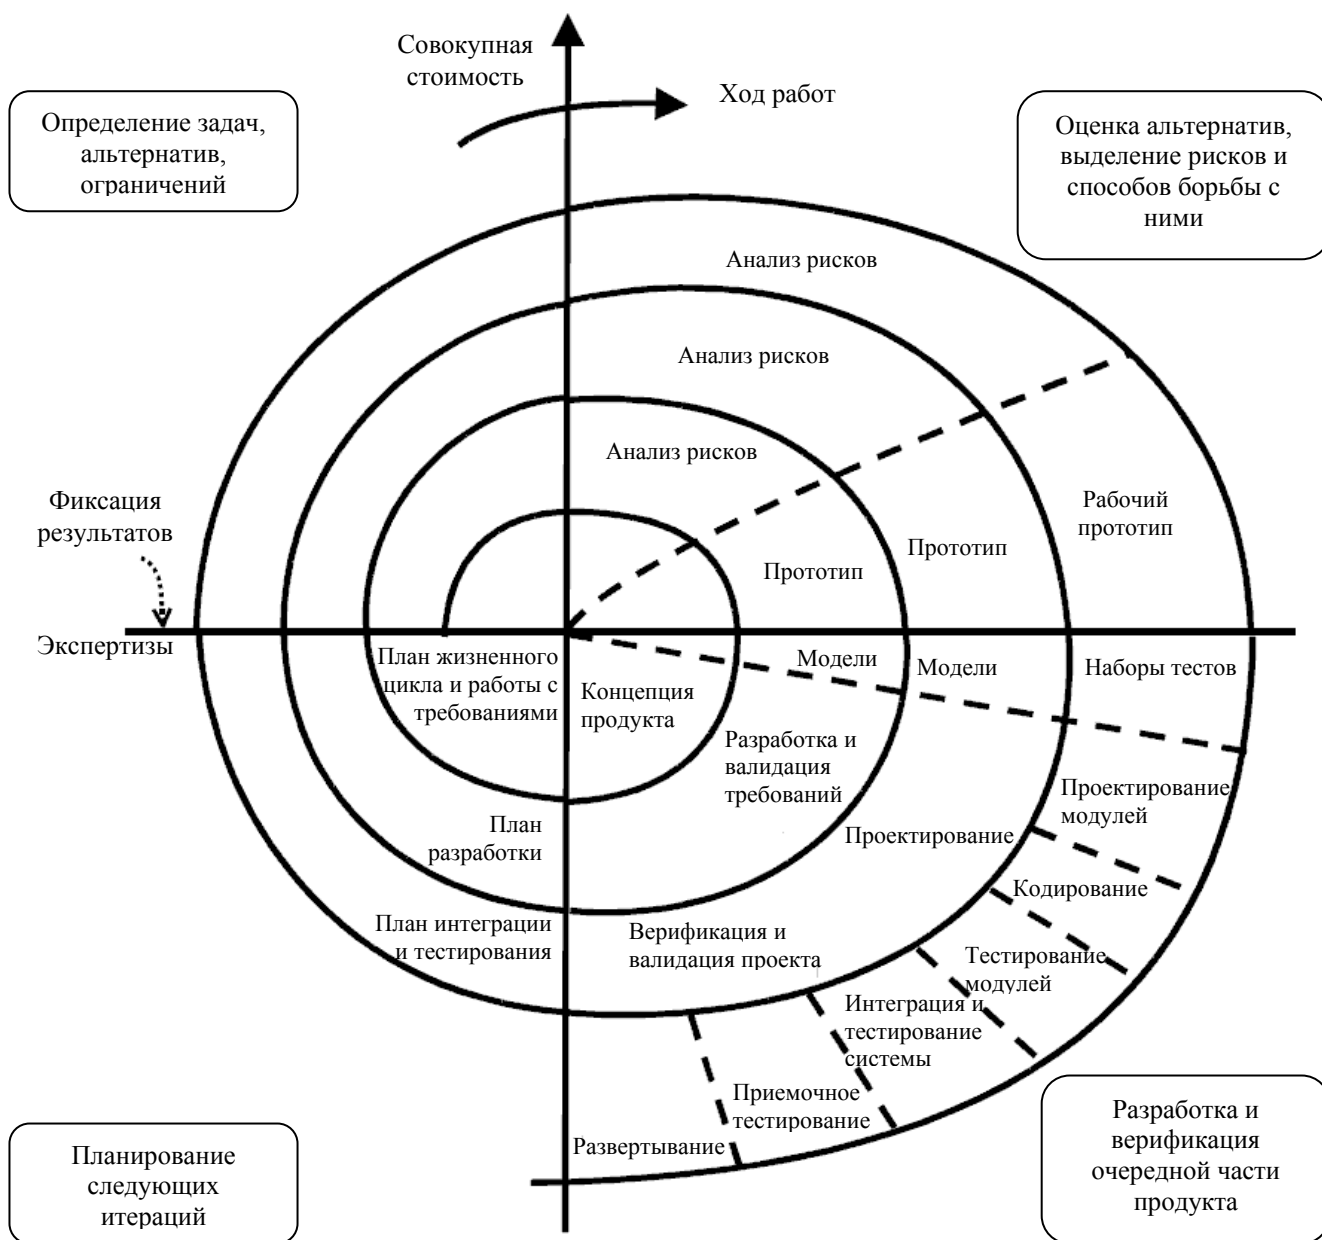 Совокупная
стоимость
Ход работ
Определение задач,
альтернатив,
ограничений
Оценка альтернатив,
выделение рисков и
способов борьбы с
ними
Анализ рисков
Анализ рисков
Анализ рисков
Фиксация
результатов
Рабочий
прототип
Прототип
Прототип
Экспертизы
План жизненного
цикла и работы с
требованиями
Концепция
продукта
Модели
Модели
Наборы тестов
Разработка и
валидация
требований
Проектирование
модулей
План
разработки
Проектирование
Кодирование
План интеграции
и тестирования
Верификация и
валидация проекта
Тестирование
модулей
Интеграция и
тестирование
системы
Приемочное
тестирование
Развертывание
Планирование
следующих
итераций
Разработка и
верификация
очередной части
продукта